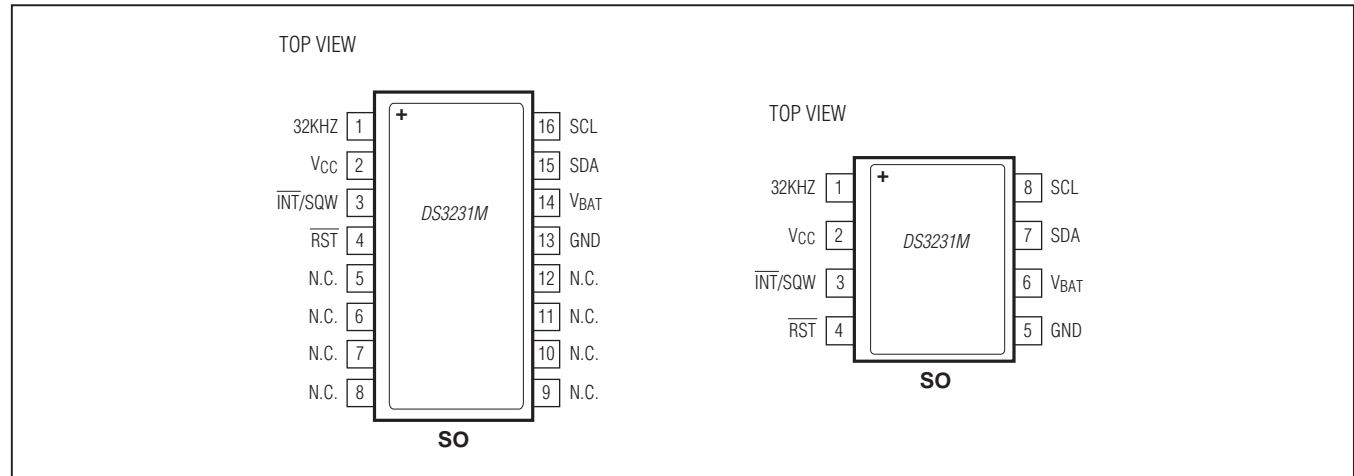 TOP VIEW
32KHZ 1
VCC 2
INT/SQW 3
RST 4
N.C. 5
N.C. 6
N.C. 7
N.C. 8
+
DS3231M
16 SCL
15 SDA
14 VBAT
13 GND
12 N.C.
11 N.C.
10 N.C.
9 N.C.
SO
TOP VIEW
32KHZ 1
VCC 2
INT/SQW 3
RST 4
+
DS3231M
8 SCL
7 SDA
6 VBAT
5 GND
SO